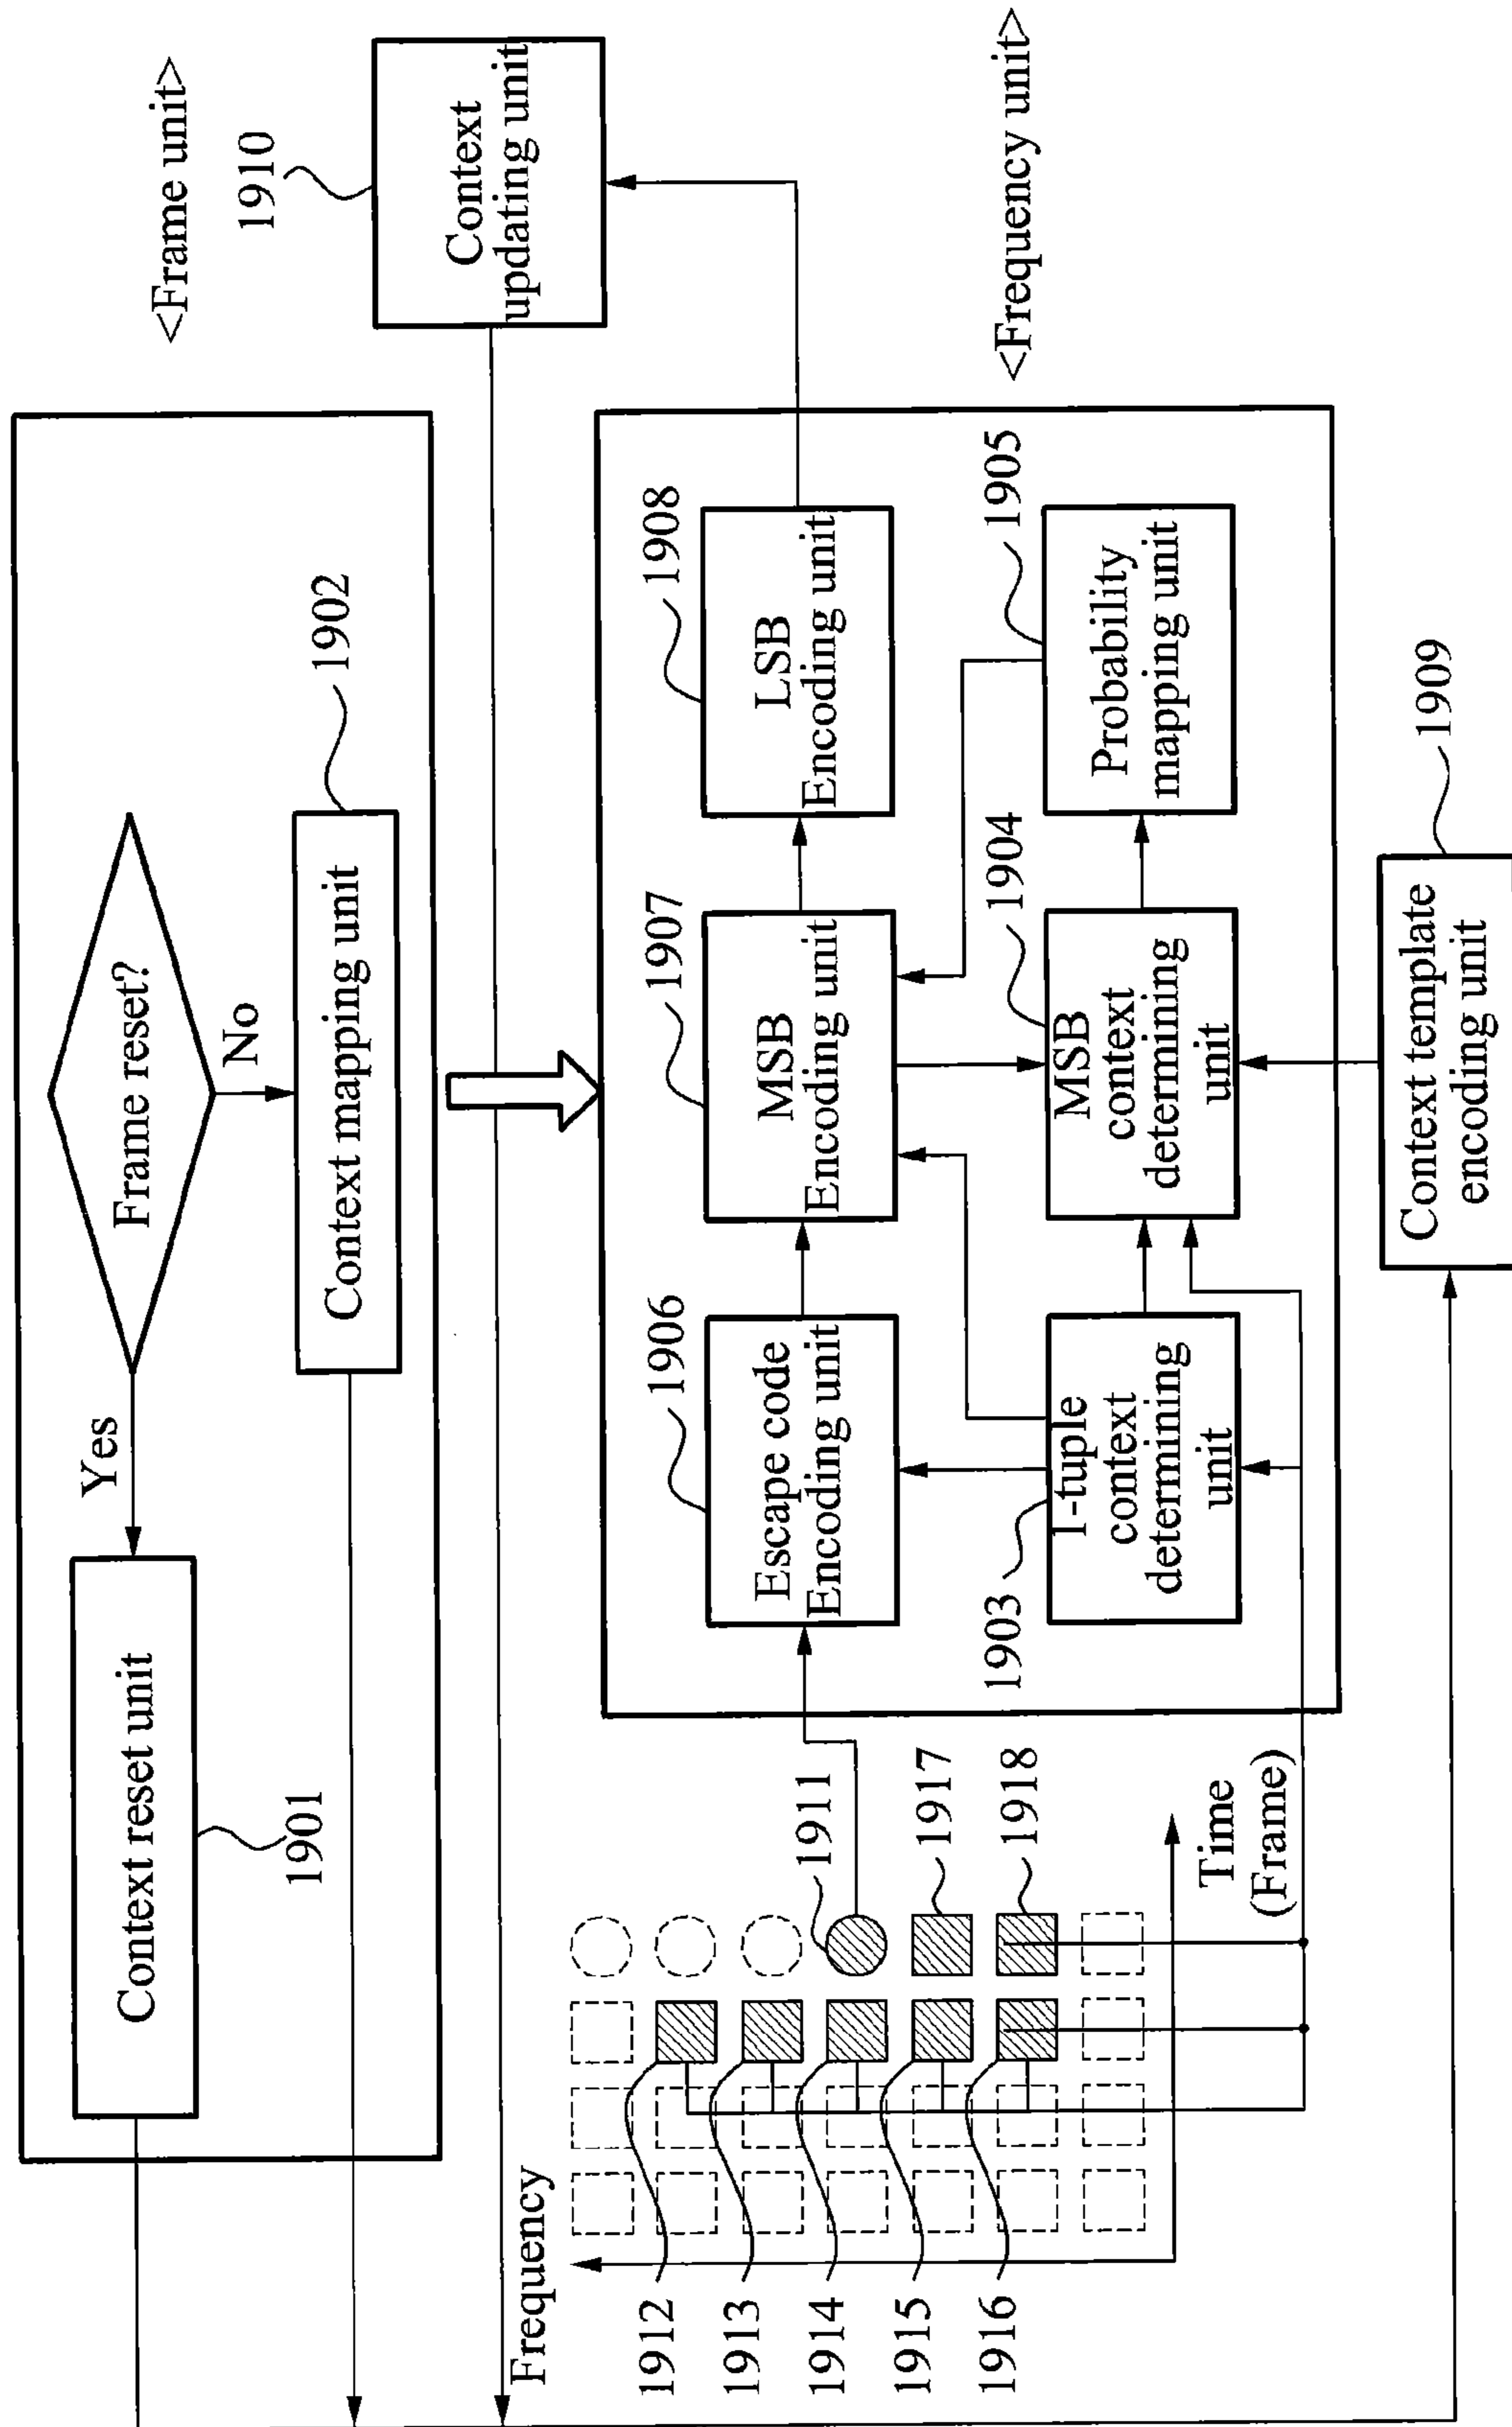 <Frame unit>
Context reset unit
1901
Yes
Frame reset?
No
Context mapping unit
1902
1910
Context
updating unit
<Frequency unit>
Frequency
1912
1913
1914
1915
1916
1911
1917
1918
Time
(Frame)
1906
Escape code
Encoding unit
1907
MSB
Encoding unit
1908
LSB
Encoding unit
1903
1-tuple
context
determining
unit
1904
MSB
context
determining
unit
1905
Probability
mapping unit
Context template
encoding unit
1909